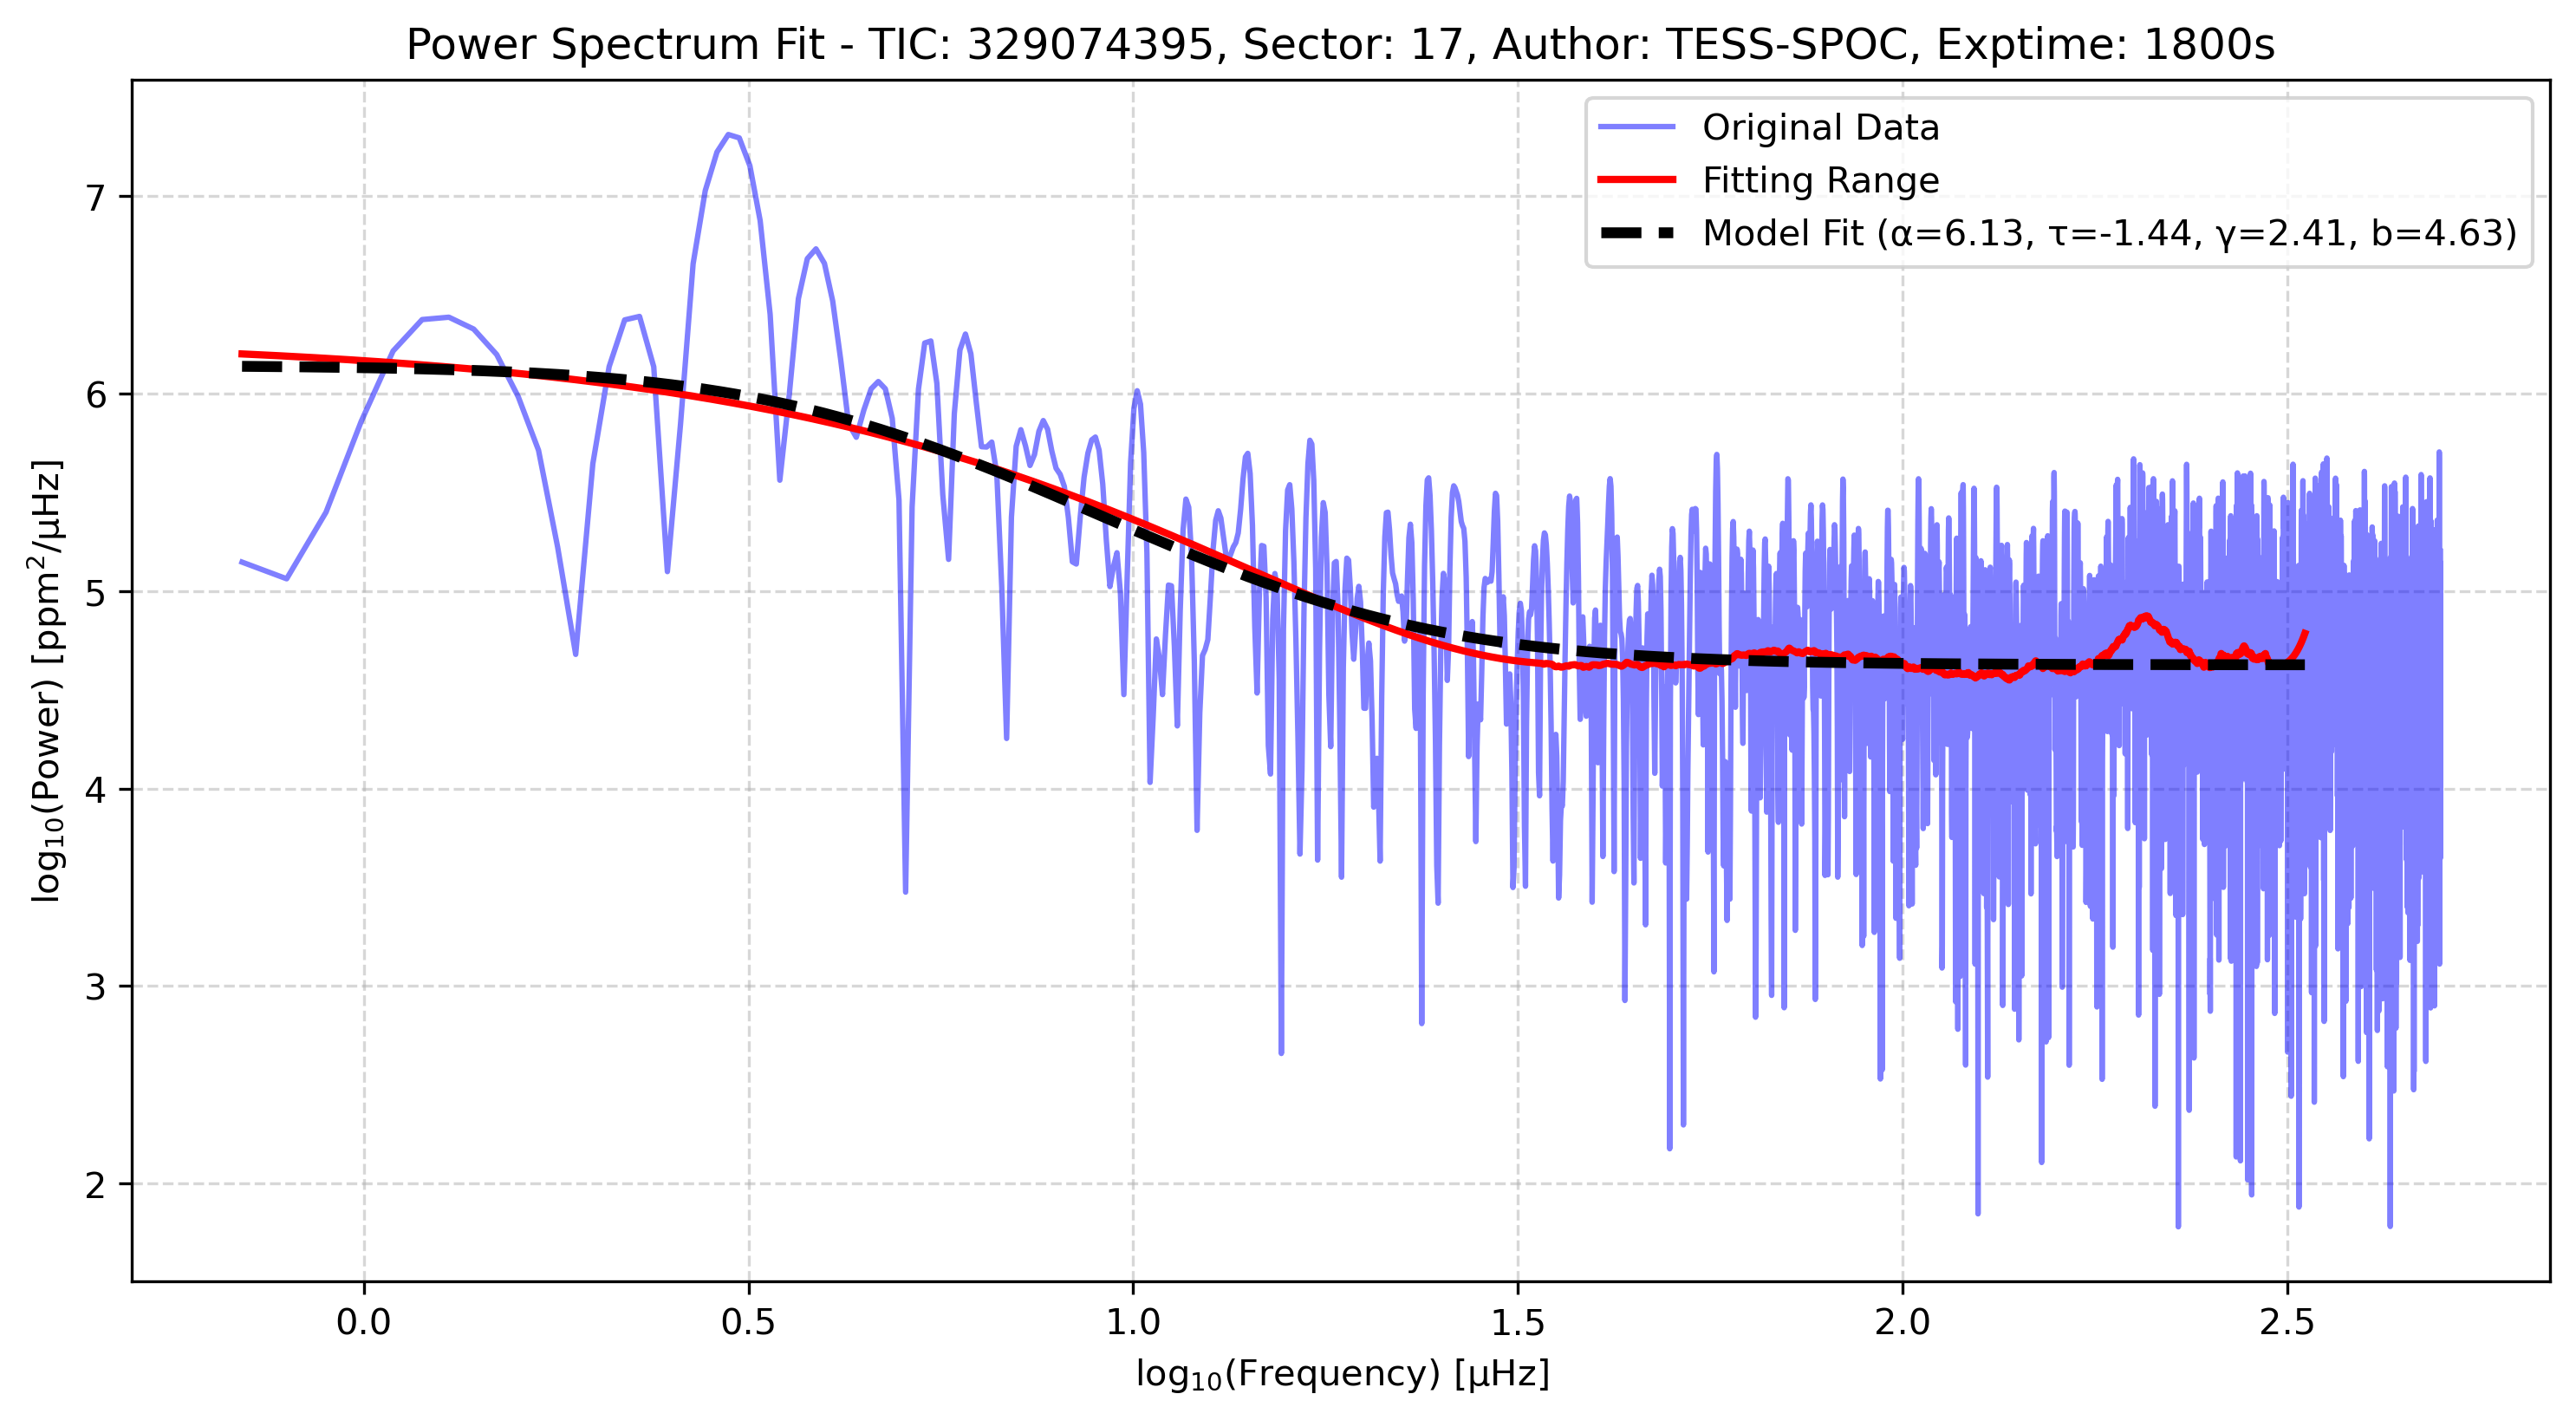 Power Spectrum Fit - TIC: 329074395, Sector: 17, Author: TESS-SPOC, Exptime: 1800s
Original Data
Fitting Range
Model Fit (α=6.13, τ=-1.44, γ=2.41, b=4.63)
log₁₀(Power) [ppm²/μHz]
7
6
5
4
3
2
0.0 0.5 1.0 1.5 2.0 2.5
log₁₀(Frequency) [μHz]